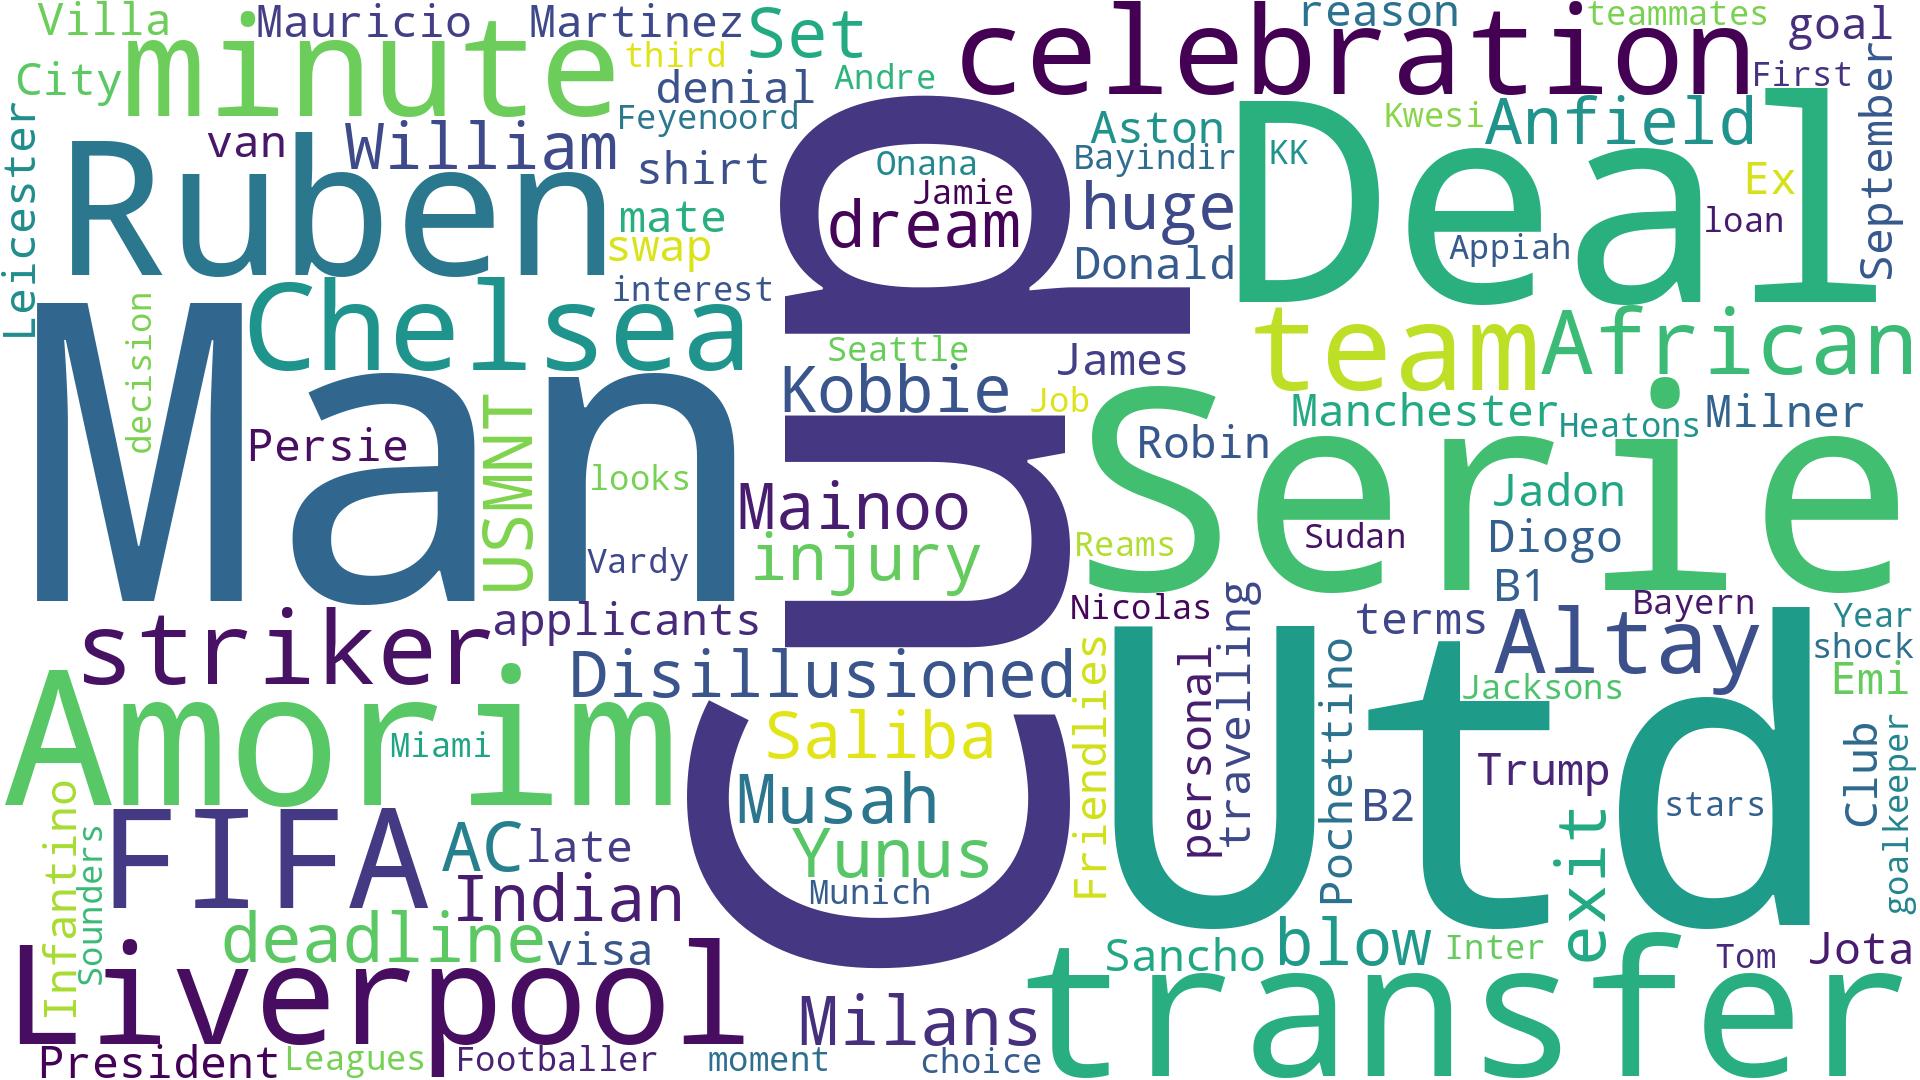 Villa
Mauricio
Martinez
Set
celebration
reason
teammates
goal
minute
third
City
denial
Andre
First
September
Leicester
Feyenoord
van
William
shirt
Ruben
Cup
Onana
Jamie
dream
Aston
Bayindir
KK
Deal
Kwesi
Anfield
Ex
loan
Appiah
mate
swap
huge
Donald
interest
decision
Chelsea
Man
Seattle
James
team
African
Kobbie
Job
Manchester
Heatons
Milner
Persie
USMNT
looks
Robin
Serie
Mainoo
Jadon
Vardy
injury
Reams
Sudan
Diogo
B1
striker
applicants
Nicolas
travelling
terms
Bayern
Year
Altay
shock
Disillusioned
Friendlies
personal
Pochettino
Utd
Jacksons
Emi
Amorim
Miami
Saliba
Trump
Club
goalkeeper
Musah
B2
stars
Infantino
Sounders
FIFA
AC
late
Yunus
exit
Indian
Munich
deadline
visa
Sancho
blow
Inter
Tom
Jota
Liverpool
Milans
transfer
President
Leagues
Footballer
moment
choice